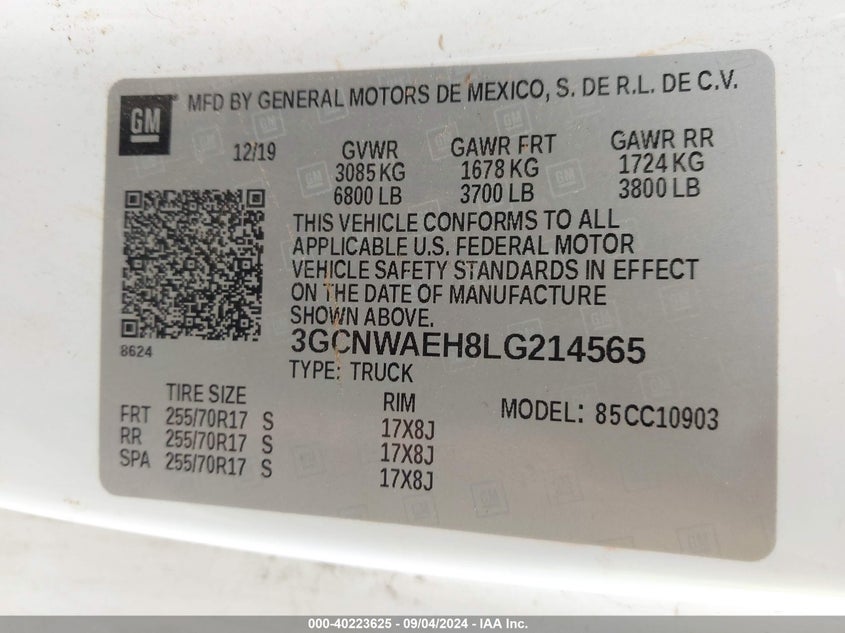 GM
MFD BY GENERAL MOTORS DE MEXICO, S. DE R.L. DE C.V.
12/19 GVWR GAWR FRT GAWR RR
3085 KG 1678 KG 1724 KG
6800 LB 3700 LB 3800 LB
THIS VEHICLE CONFORMS TO ALL
APPLICABLE U.S. FEDERAL MOTOR
VEHICLE SAFETY STANDARDS IN EFFECT
ON THE DATE OF MANUFACTURE
SHOWN ABOVE.
8624
3GCNWAEH8LG214565
TYPE: TRUCK
TIRE SIZE RIM MODEL: 85CC10903
FRT 255/70R17 S 17X8J
RR 255/70R17 S 17X8J
SPA 255/70R17 S 17X8J
000-40223625 - 09/04/2024 - IAA Inc.